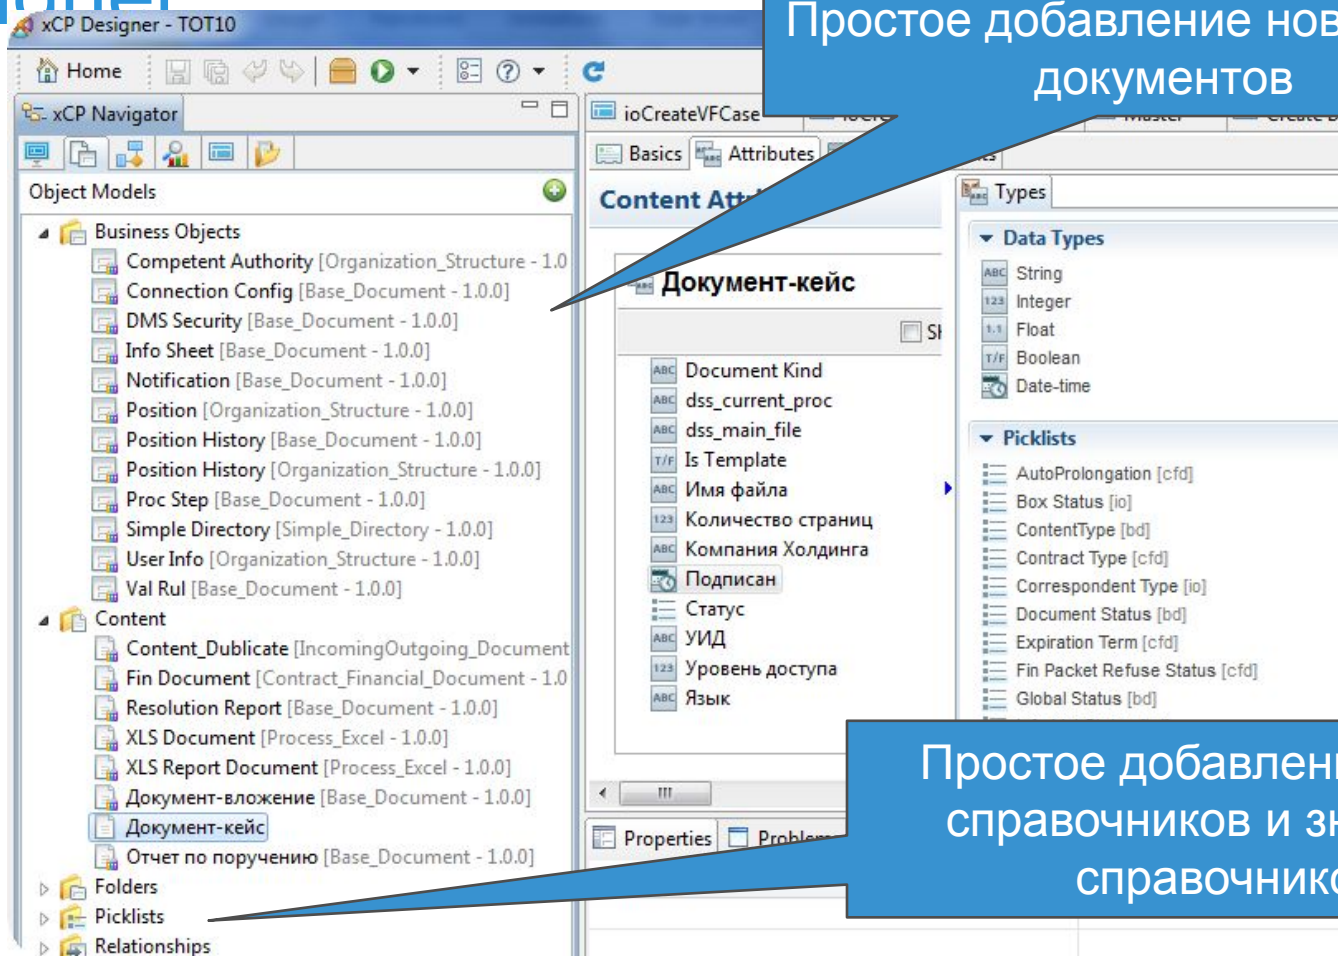 xCP Designer - TOT10
Простое добавление нов
документов
Home
xCP Navigator
ioCreateVFCase
Master
Basics
Attributes
Object Models
Content Attr
Types
Business Objects
Competent Authority [Organization_Structure - 1.0
Connection Config [Base_Document - 1.0.0]
DMS Security [Base_Document - 1.0.0]
Info Sheet [Base_Document - 1.0.0]
Notification [Base_Document - 1.0.0]
Position [Organization_Structure - 1.0.0]
Position History [Base_Document - 1.0.0]
Position History [Organization_Structure - 1.0.0]
Proc Step [Base_Document - 1.0.0]
Simple Directory [Simple_Directory - 1.0.0]
User Info [Organization_Structure - 1.0.0]
Val Rul [Base_Document - 1.0.0]
Content
Content_Dublicate [IncomingOutgoing_Document
Fin Document [Contract_Financial_Document - 1.0
Resolution Report [Base_Document - 1.0.0]
XLS Document [Process_Excel - 1.0.0]
XLS Report Document [Process_Excel - 1.0.0]
Документ-вложение [Base_Document - 1.0.0]
Документ-кейс
Отчет по поручению [Base_Document - 1.0.0]
Folders
Picklists
Relationships
Документ-кейс
Document Kind
dss_current_proc
dss_main_file
Is Template
Имя файла
Количество страниц
Компания Холдинга
Подписан
Статус
УИД
Уровень доступа
Язык
Data Types
String
Integer
Float
Boolean
Date-time
Picklists
AutoProlongation [cfd]
Box Status [io]
ContentType [bd]
Contract Type [cfd]
Correspondent Type [io]
Document Status [bd]
Expiration Term [cfd]
Fin Packet Refuse Status [cfd]
Global Status [bd]
Properties
Problem
Простое добавлен
справочников и зн
справочник